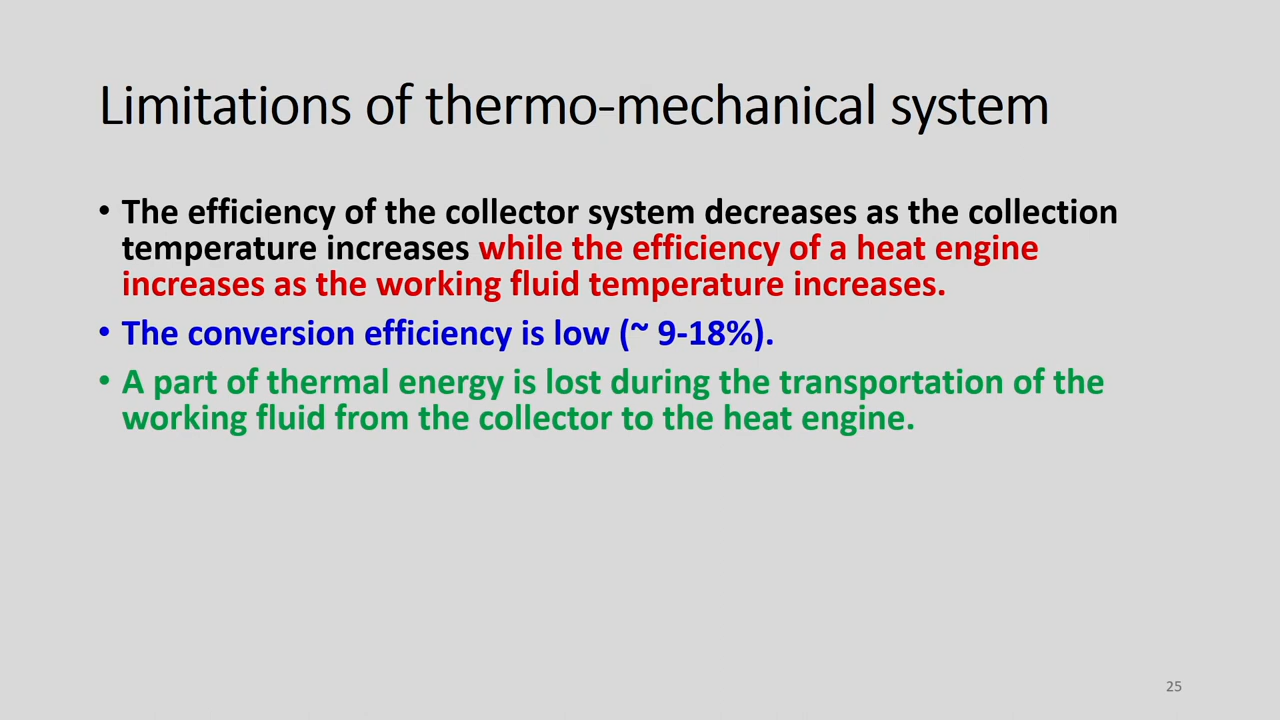 Limitations of thermo-mechanical system
• The efficiency of the collector system decreases as the collection
temperature increases while the efficiency of a heat engine
increases as the working fluid temperature increases.
• The conversion efficiency is low (~ 9-18%).
• A part of thermal energy is lost during the transportation of the
working fluid from the collector to the heat engine.
25